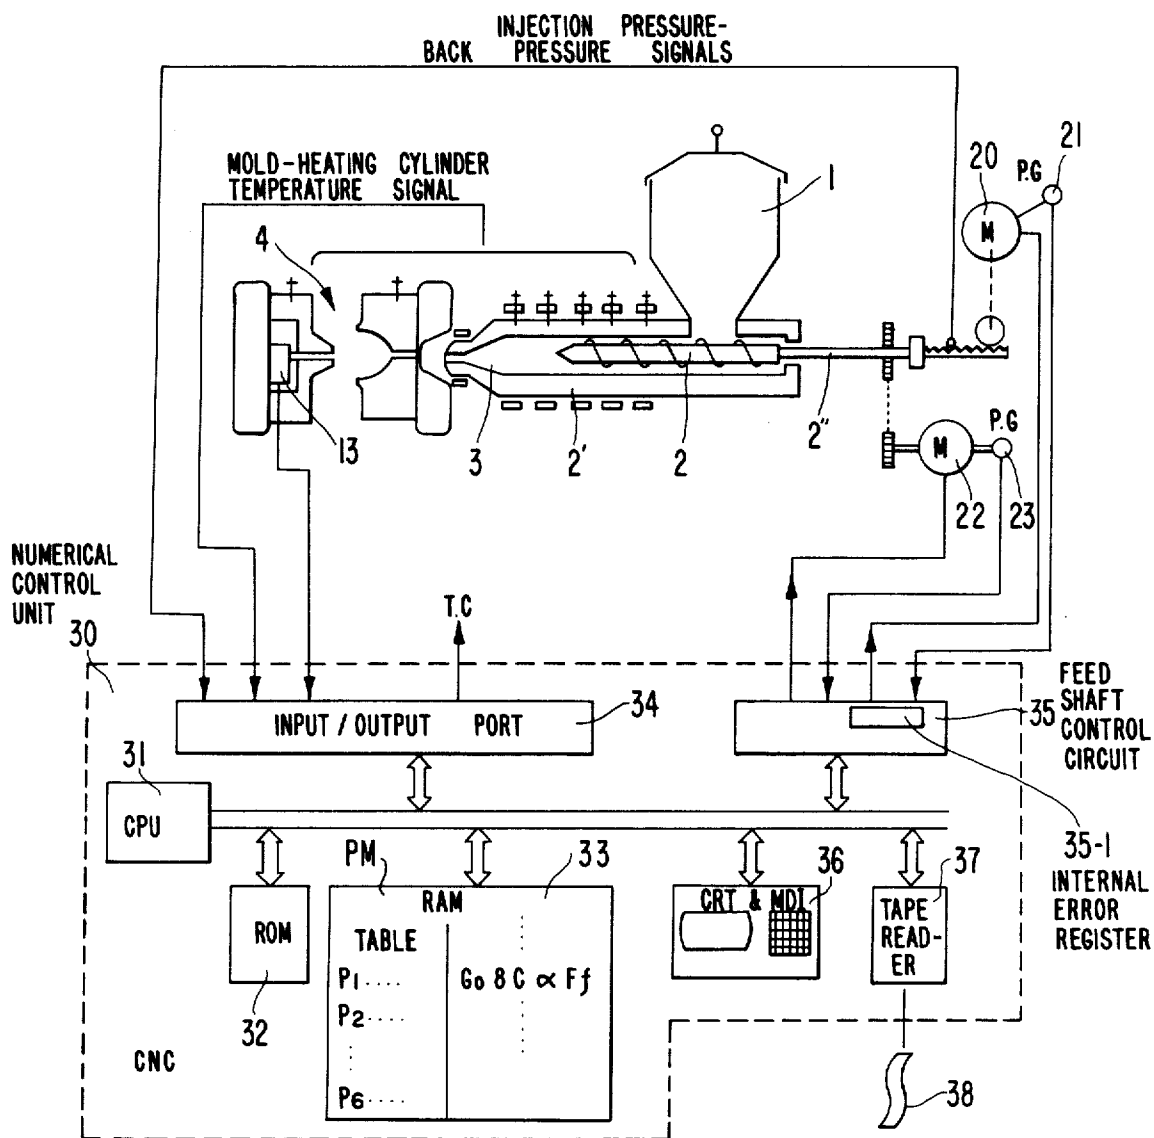 INJECTION PRESSURE-
BACK PRESSURE SIGNALS
MOLD-HEATING CYLINDER
TEMPERATURE SIGNAL
1
20
P.G
21
M
4
13
3
2'
2
2"
P.G
M
22
23
NUMERICAL
CONTROL
UNIT
30
T.C
INPUT / OUTPUT PORT
34
35
FEED
SHAFT
CONTROL
CIRCUIT
31
CPU
35-1
INTERNAL
ERROR
REGISTER
ROM
32
PM
33
RAM
TABLE
P1....
P2....
P6....
Go 8 C ∝ Ff
36
CRT & MDI
37
TAPE
READ-
ER
CNC
38